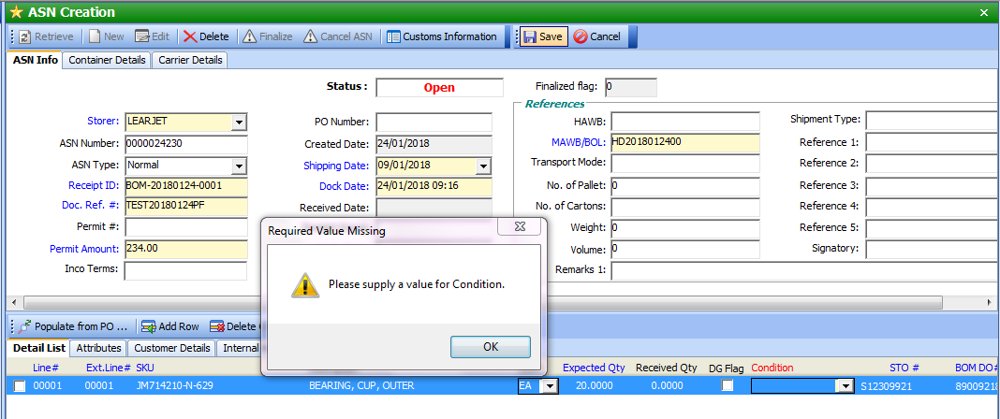 ASN Creation
Retrieve New Edit Delete Finalize Cancel ASN Customs Information Save Cancel
ASN Info Container Details Carrier Details
Status : Open Finalized flag: 0
References
Storer: LEARJET PO Number: HAWB: Shipment Type:
ASN Number: 0000024230 Created Date: 24/01/2018 MAWB/BOL: HD2018012400 Reference 1:
ASN Type: Normal Shipping Date: 09/01/2018 Transport Mode: Reference 2:
Receipt ID: BOM-20180124-0001 Dock Date: 24/01/2018 09:16 No. of Pallet: 0 Reference 3:
Doc. Ref. #: TEST20180124PF Received Date: No. of Cartons: Reference 4:
Permit #: Weight: 0 Reference 5:
Permit Amount: 234.00 Volume: 0 Signatory:
Inco Terms: Remarks 1:
Required Value Missing
Please supply a value for Condition.
OK
Populate from PO ... Add Row Delete
Detail List Attributes Customer Details Internal
Line# Ext.Line# SKU Expected Qty Received Qty DG Flag Condition STO # BOM DO#
00001 00001 JM714210-N-629 BEARING, CUP, OUTER EA 20.0000 0.0000 S12309921 89009218